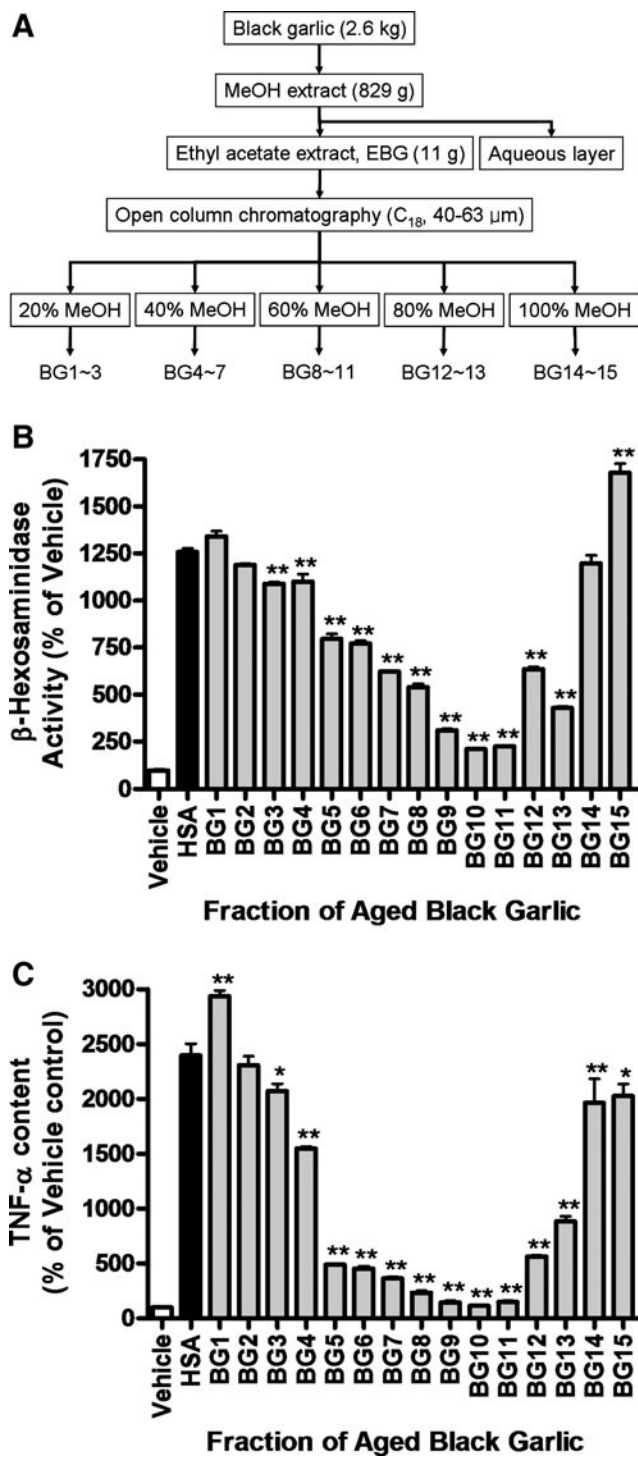 A
Black garlic (2.6 kg)
MeOH extract (829 g)
Ethyl acetate extract, EBG (11 g)
Aqueous layer
Open column chromatography (C18, 40-63 μm)
20% MeOH
40% MeOH
60% MeOH
80% MeOH
100% MeOH
BG1~3
BG4~7
BG8~11
BG12~13
BG14~15
B
β-Hexosaminidase
Activity (% of Vehicle)
1750
1500
1250
1000
750
500
250
0
** ** ** ** ** ** ** ** ** ** ** **
Vehicle
HSA
BG1
BG2
BG3
BG4
BG5
BG6
BG7
BG8
BG9
BG10
BG11
BG12
BG13
BG14
BG15
Fraction of Aged Black Garlic
C
TNF-α content
(% of Vehicle control)
3000
2500
2000
1500
1000
500
0
** * ** ** ** ** ** ** ** ** ** ** ** *
Vehicle
HSA
BG1
BG2
BG3
BG4
BG5
BG6
BG7
BG8
BG9
BG10
BG11
BG12
BG13
BG14
BG15
Fraction of Aged Black Garlic